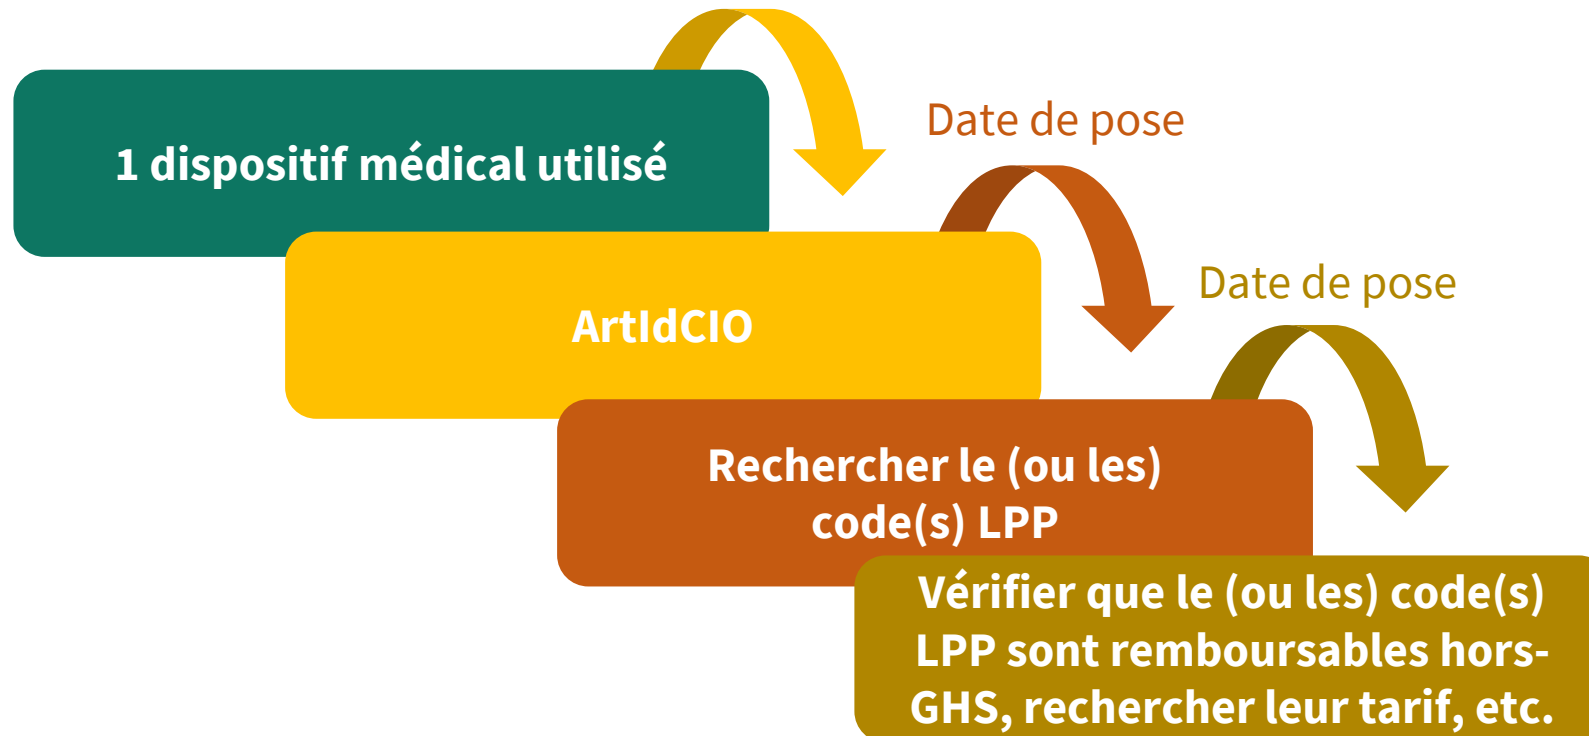 1 dispositif médical utilisé
Date de pose
ArtIdCIO
Date de pose
Rechercher le (ou les)
code(s) LPP
Vérifier que le (ou les) code(s)
LPP sont remboursables hors-
GHS, rechercher leur tarif, etc.